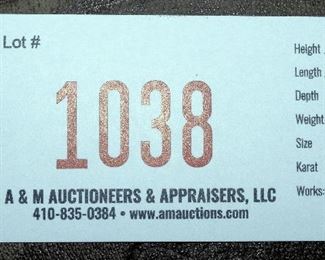 Lot #
1038
A & M AUCTIONEERS & APPRAISERS, LLC
410-835-0384 • www.amauctions.com
Height
Length
Depth
Weight
Size
Karat
Works: